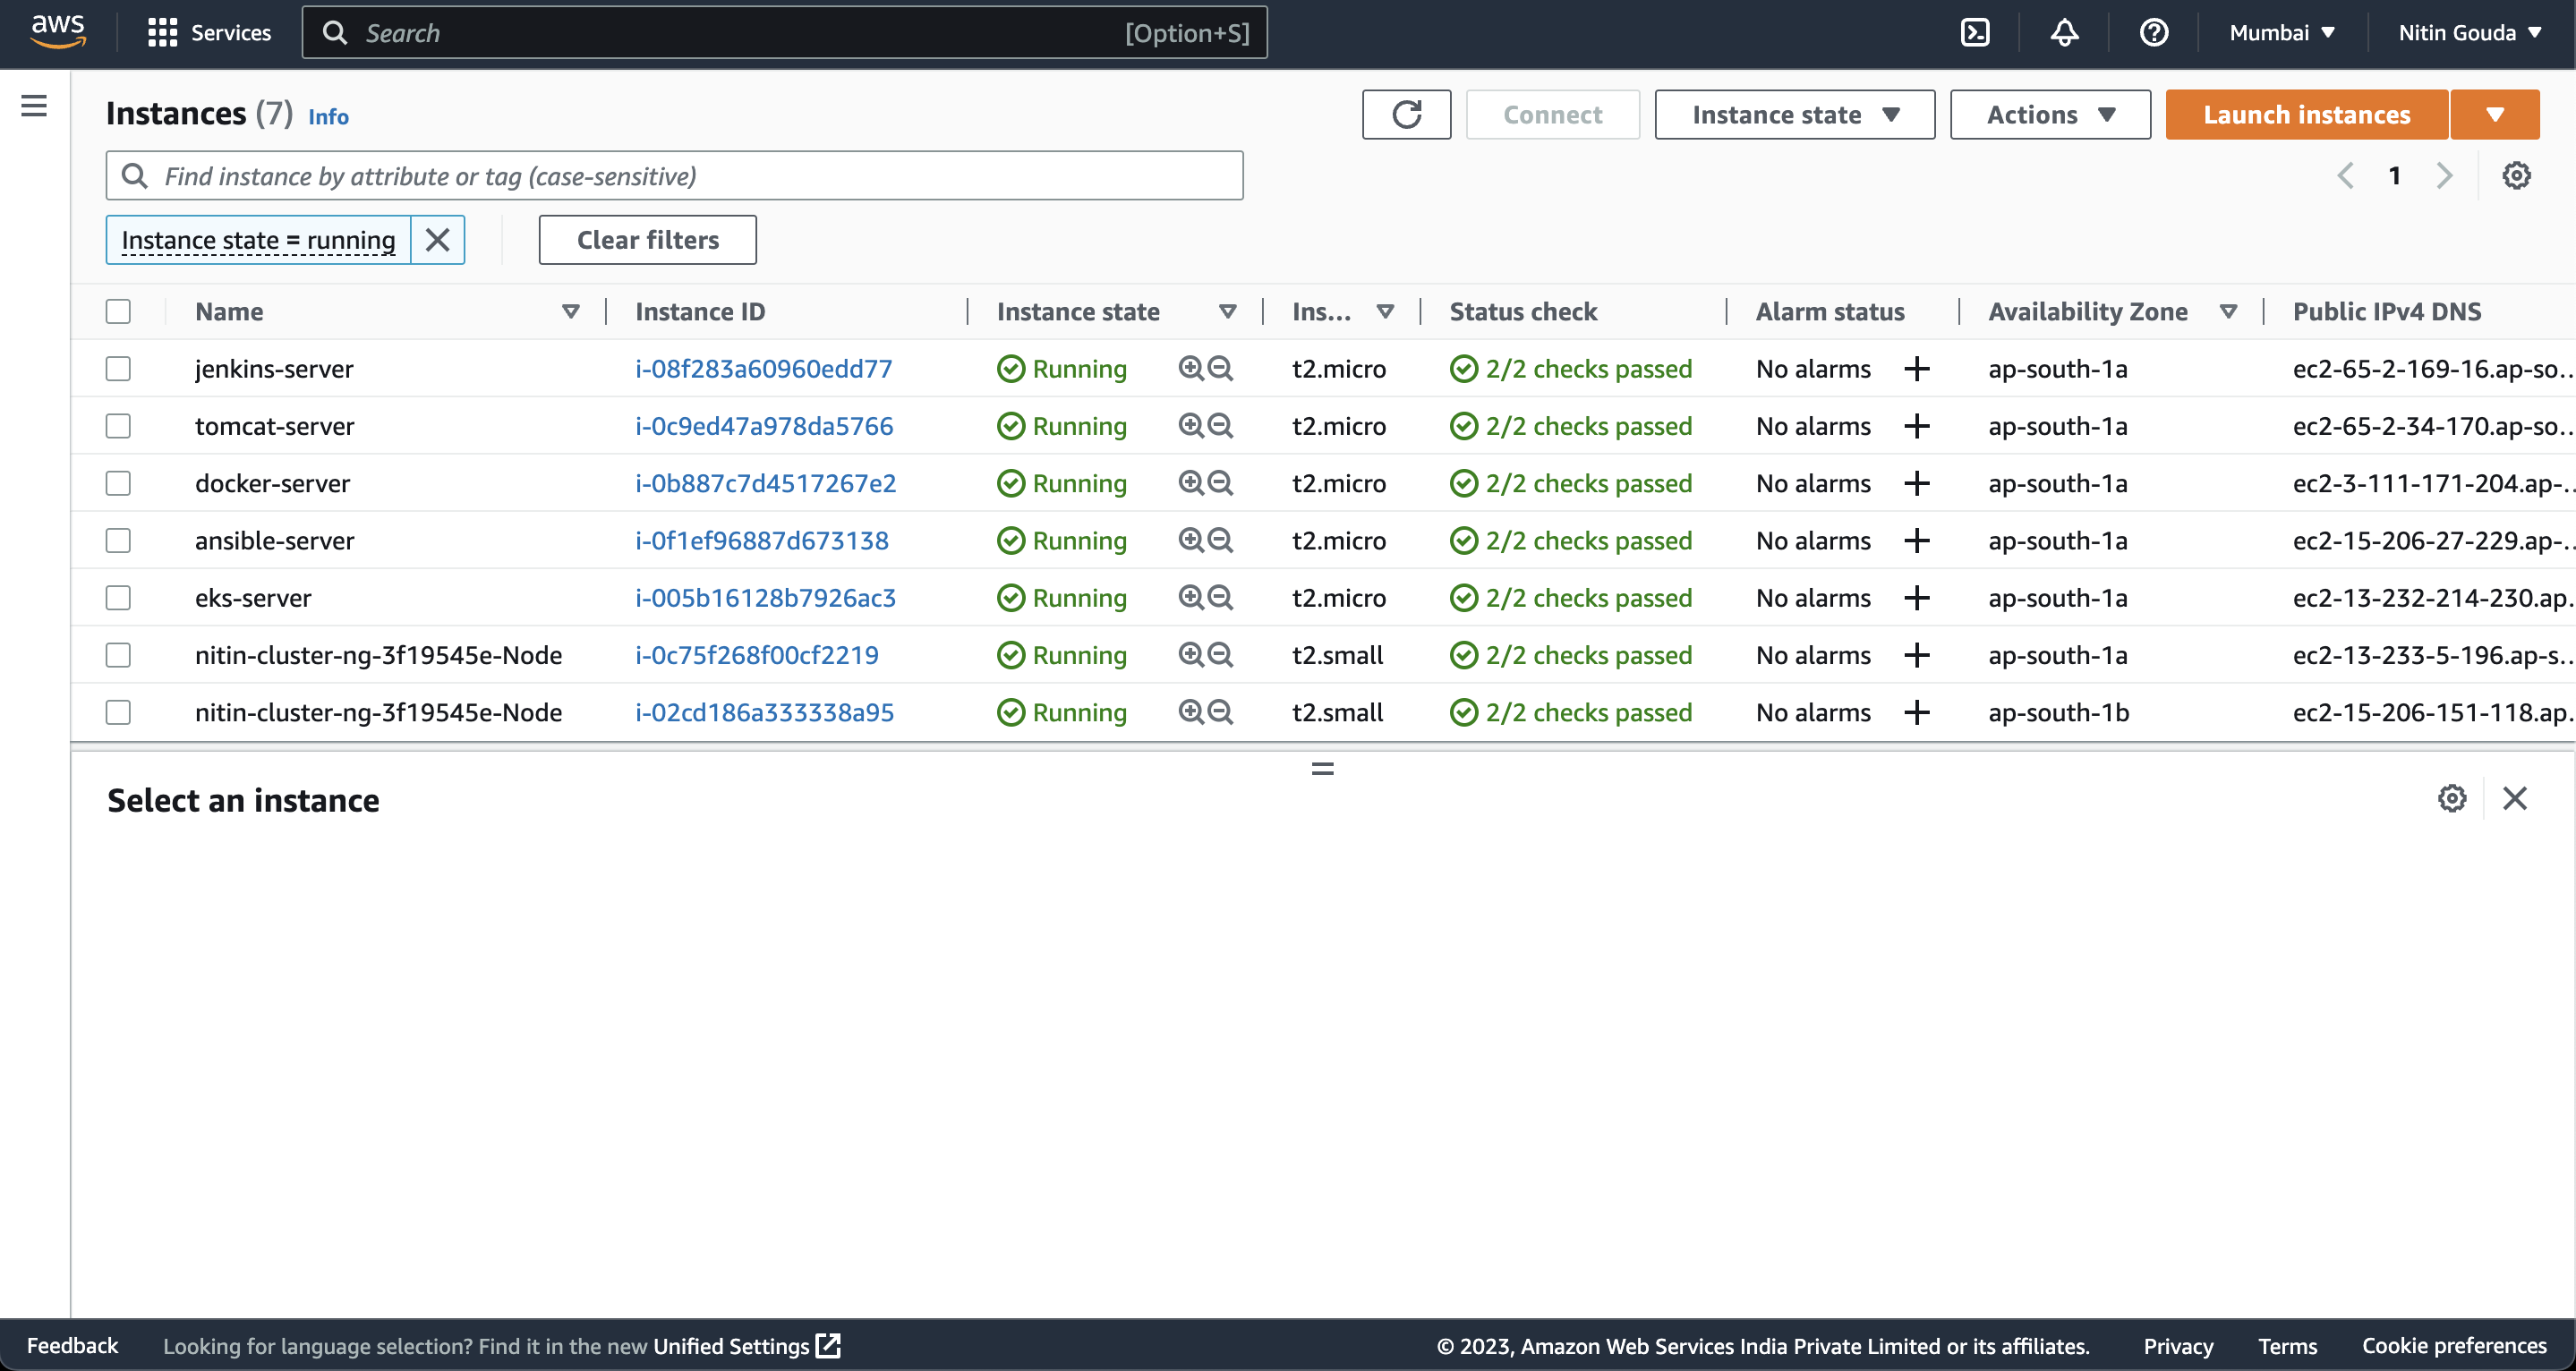 aws Services Search [Option+S] Mumbai ▼ Nitin Gouda ▼
Instances (7) Info Connect Instance state ▼ Actions ▼ Launch instances ▼
Find instance by attribute or tag (case-sensitive) 1
Instance state = running Clear filters
Name Instance ID Instance state Ins... Status check Alarm status Availability Zone Public IPv4 DNS
jenkins-server i-08f283a60960edd77 Running t2.micro 2/2 checks passed No alarms + ap-south-1a ec2-65-2-169-16.ap-so...
tomcat-server i-0c9ed47a978da5766 Running t2.micro 2/2 checks passed No alarms + ap-south-1a ec2-65-2-34-170.ap-so...
docker-server i-0b887c7d4517267e2 Running t2.micro 2/2 checks passed No alarms + ap-south-1a ec2-3-111-171-204.ap-...
ansible-server i-0f1ef96887d673138 Running t2.micro 2/2 checks passed No alarms + ap-south-1a ec2-15-206-27-229.ap-...
eks-server i-005b16128b7926ac3 Running t2.micro 2/2 checks passed No alarms + ap-south-1a ec2-13-232-214-230.ap.
nitin-cluster-ng-3f19545e-Node i-0c75f268f00cf2219 Running t2.small 2/2 checks passed No alarms + ap-south-1a ec2-13-233-5-196.ap-s...
nitin-cluster-ng-3f19545e-Node i-02cd186a333338a95 Running t2.small 2/2 checks passed No alarms + ap-south-1b ec2-15-206-151-118.ap.
Select an instance
Feedback Looking for language selection? Find it in the new Unified Settings © 2023, Amazon Web Services India Private Limited or its affiliates. Privacy Terms Cookie preferences